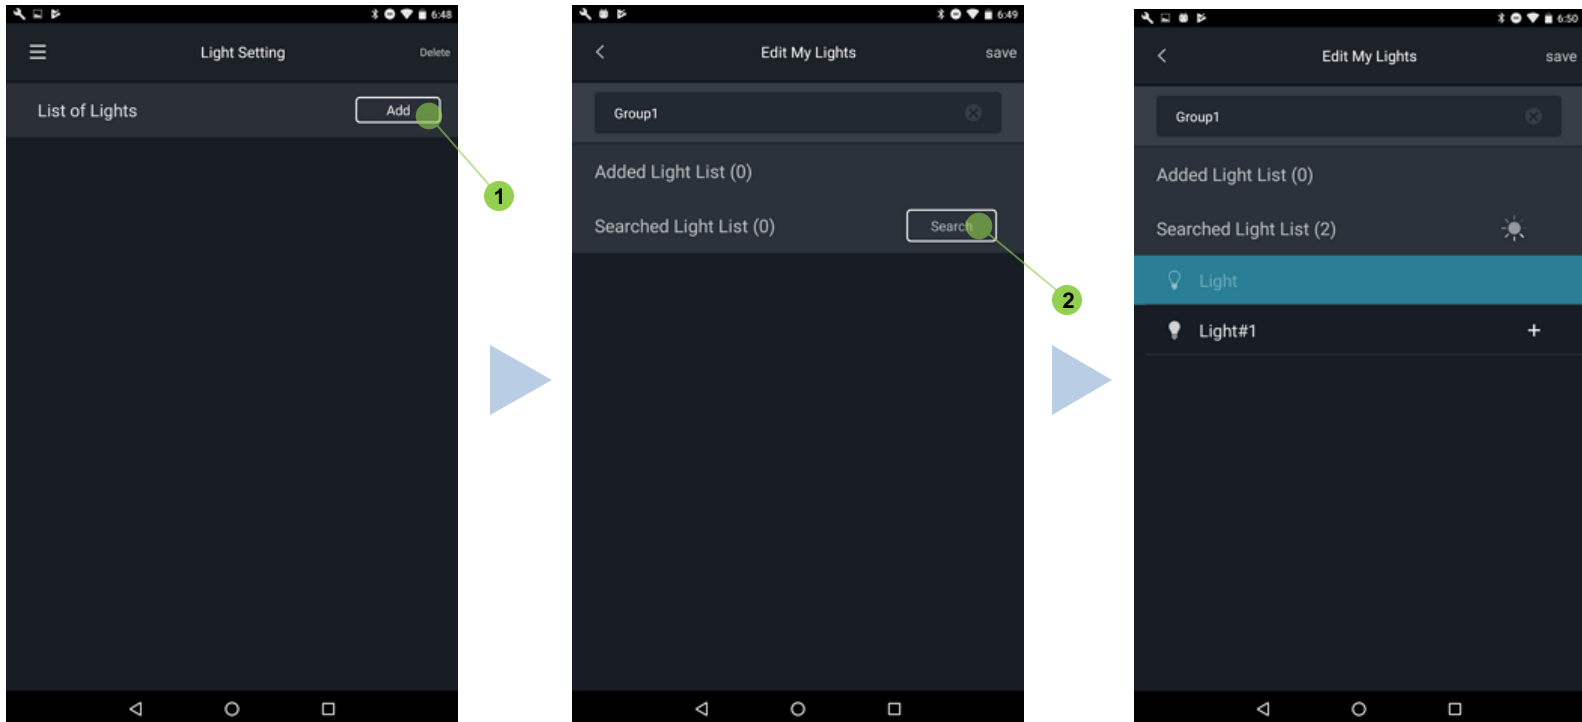 6:48
Light Setting
Delete
List of Lights
Add
1
6:49
Edit My Lights
save
Group1
Added Light List (0)
Searched Light List (0)
Search
2
6:50
Edit My Lights
save
Group1
Added Light List (0)
Searched Light List (2)
Light
Light#1
+